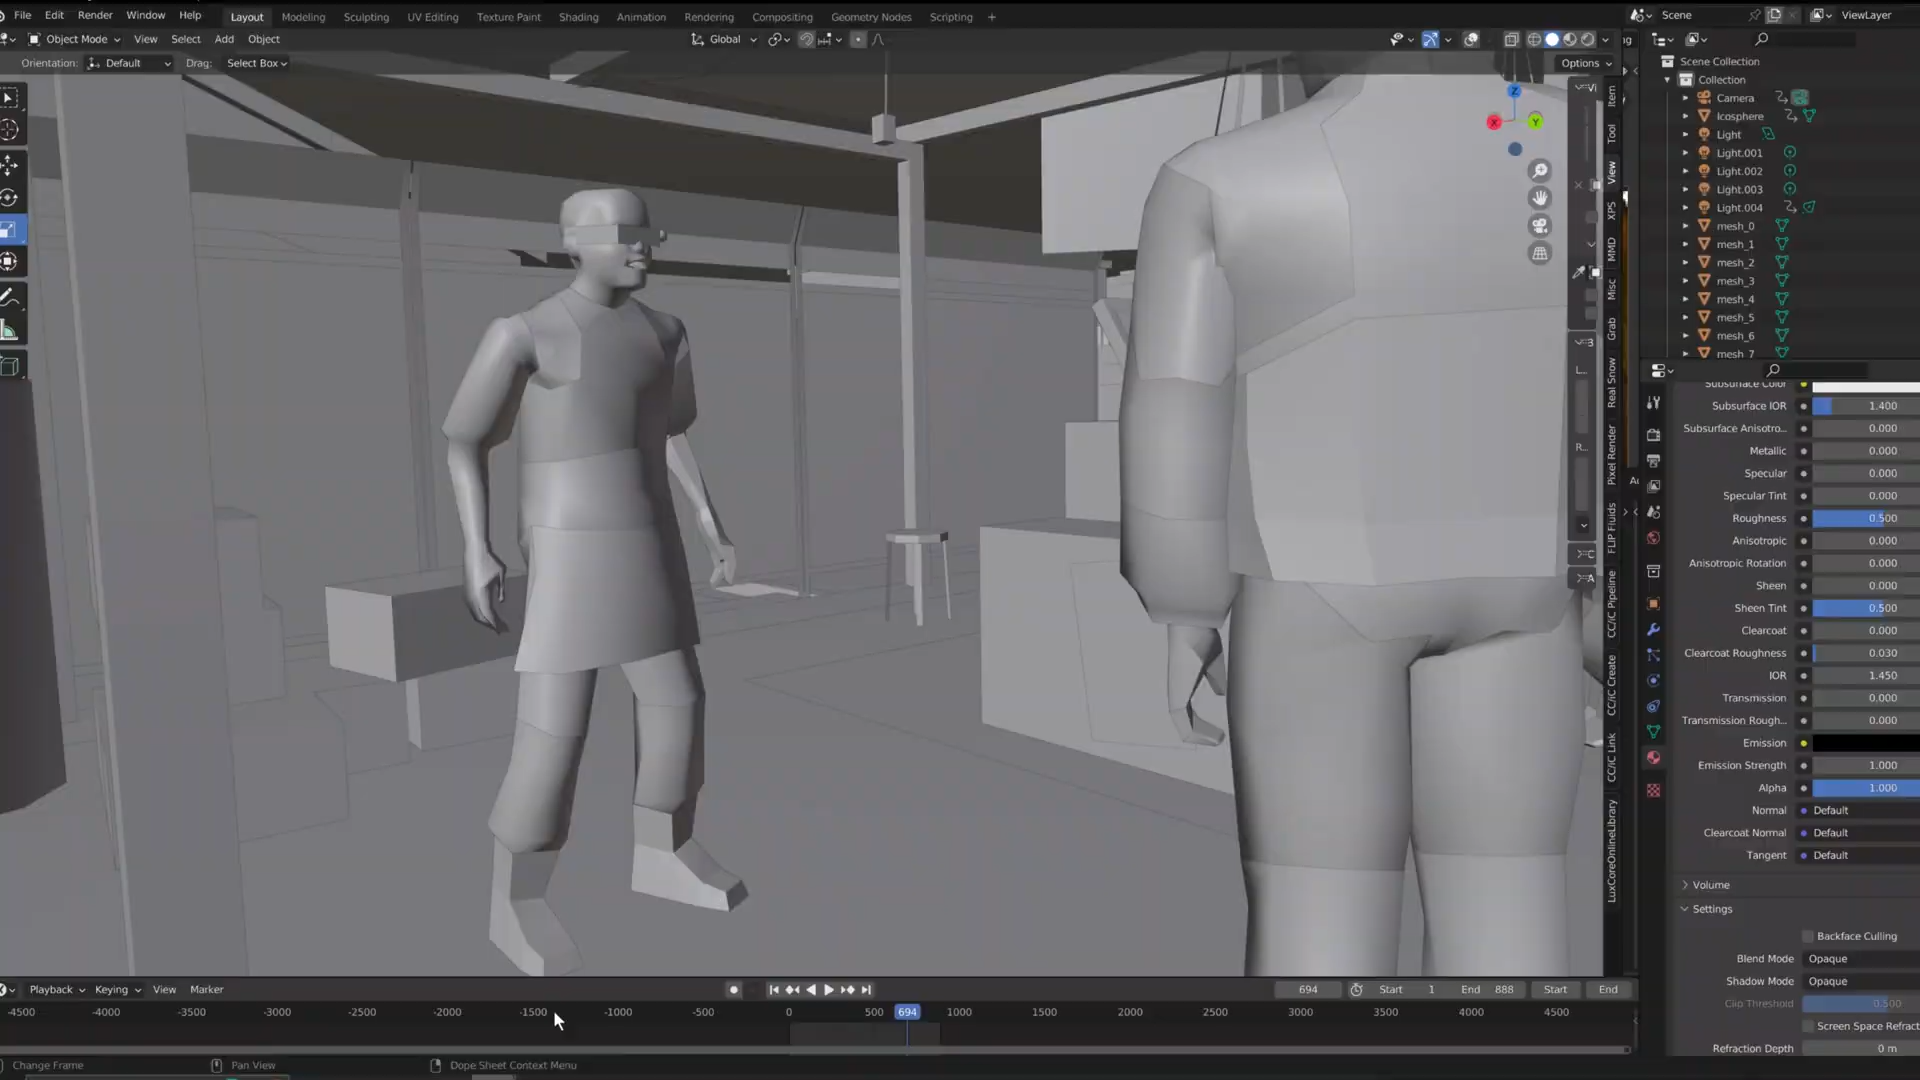 File Edit Render Window Help Layout Modeling Sculpting UV Editing Texture Paint Shading Animation Rendering Compositing Geometry Nodes Scripting + Scene ViewLayer
Object Mode View Select Add Object Global
Orientation: Default Drag: Select Box Options
Scene Collection
Collection
Camera
Icosphere
Light
Light.001
Light.002
Light.003
Light.004
mesh_0
mesh_1
mesh_2
mesh_3
mesh_4
mesh_5
mesh_6
mesh_7
Z
X
Y
Item
Tool
View
XPS
MMD
Misc
Grab
Real Snow
Pixel Render
FLIP Fluids
CC/iC Pipeline
CC/iC Create
CC/iC Link
LuxCoreOnlineLibrary
Subsurface Color
Subsurface IOR 1.400
Subsurface Anisotro... 0.000
Metallic 0.000
Specular 0.000
Specular Tint 0.000
Roughness 0.500
Anisotropic 0.000
Anisotropic Rotation 0.000
Sheen 0.000
Sheen Tint 0.500
Clearcoat 0.000
Clearcoat Roughness 0.030
IOR 1.450
Transmission 0.000
Transmission Rough... 0.000
Emission
Emission Strength 1.000
Alpha 1.000
Normal Default
Clearcoat Normal Default
Tangent Default
Volume
Settings
Backface Culling
Blend Mode Opaque
Shadow Mode Opaque
Clip Threshold 0.500
Screen Space Refract
Refraction Depth 0 m
Playback Keying View Marker 694 Start 1 End 888 Start End
-4500 -4000 -3500 -3000 -2500 -2000 -1500 -1000 -500 0 500 694 1000 1500 2000 2500 3000 3500 4000 4500
Change Frame Pan View Dope Sheet Context Menu